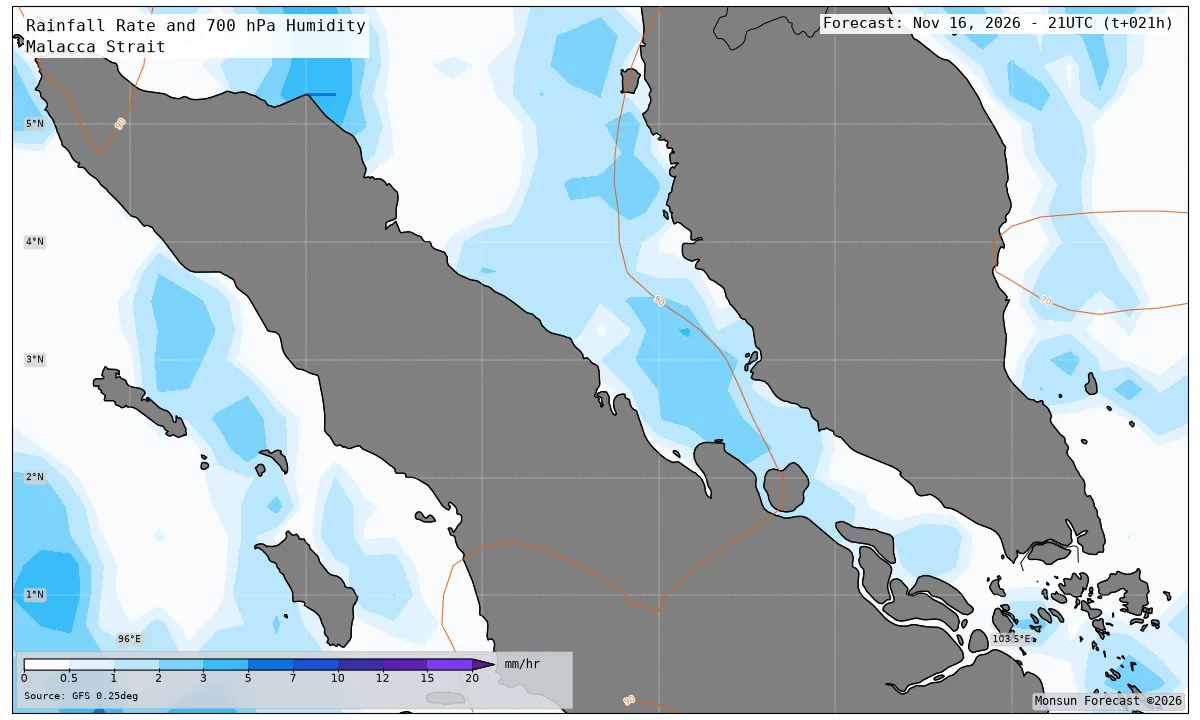 Rainfall Rate and 700 hPa Humidity
Malacca Strait
Forecast: Nov 16, 2026 - 21UTC (t+021h)
90
5°N
4°N
90
70
3°N
2°N
1°N
96°E
103.5°E
0 0.5 1 2 3 5 7 10 12 15 20 mm/hr
Source: GFS 0.25deg
90
Monsun Forecast ©2026